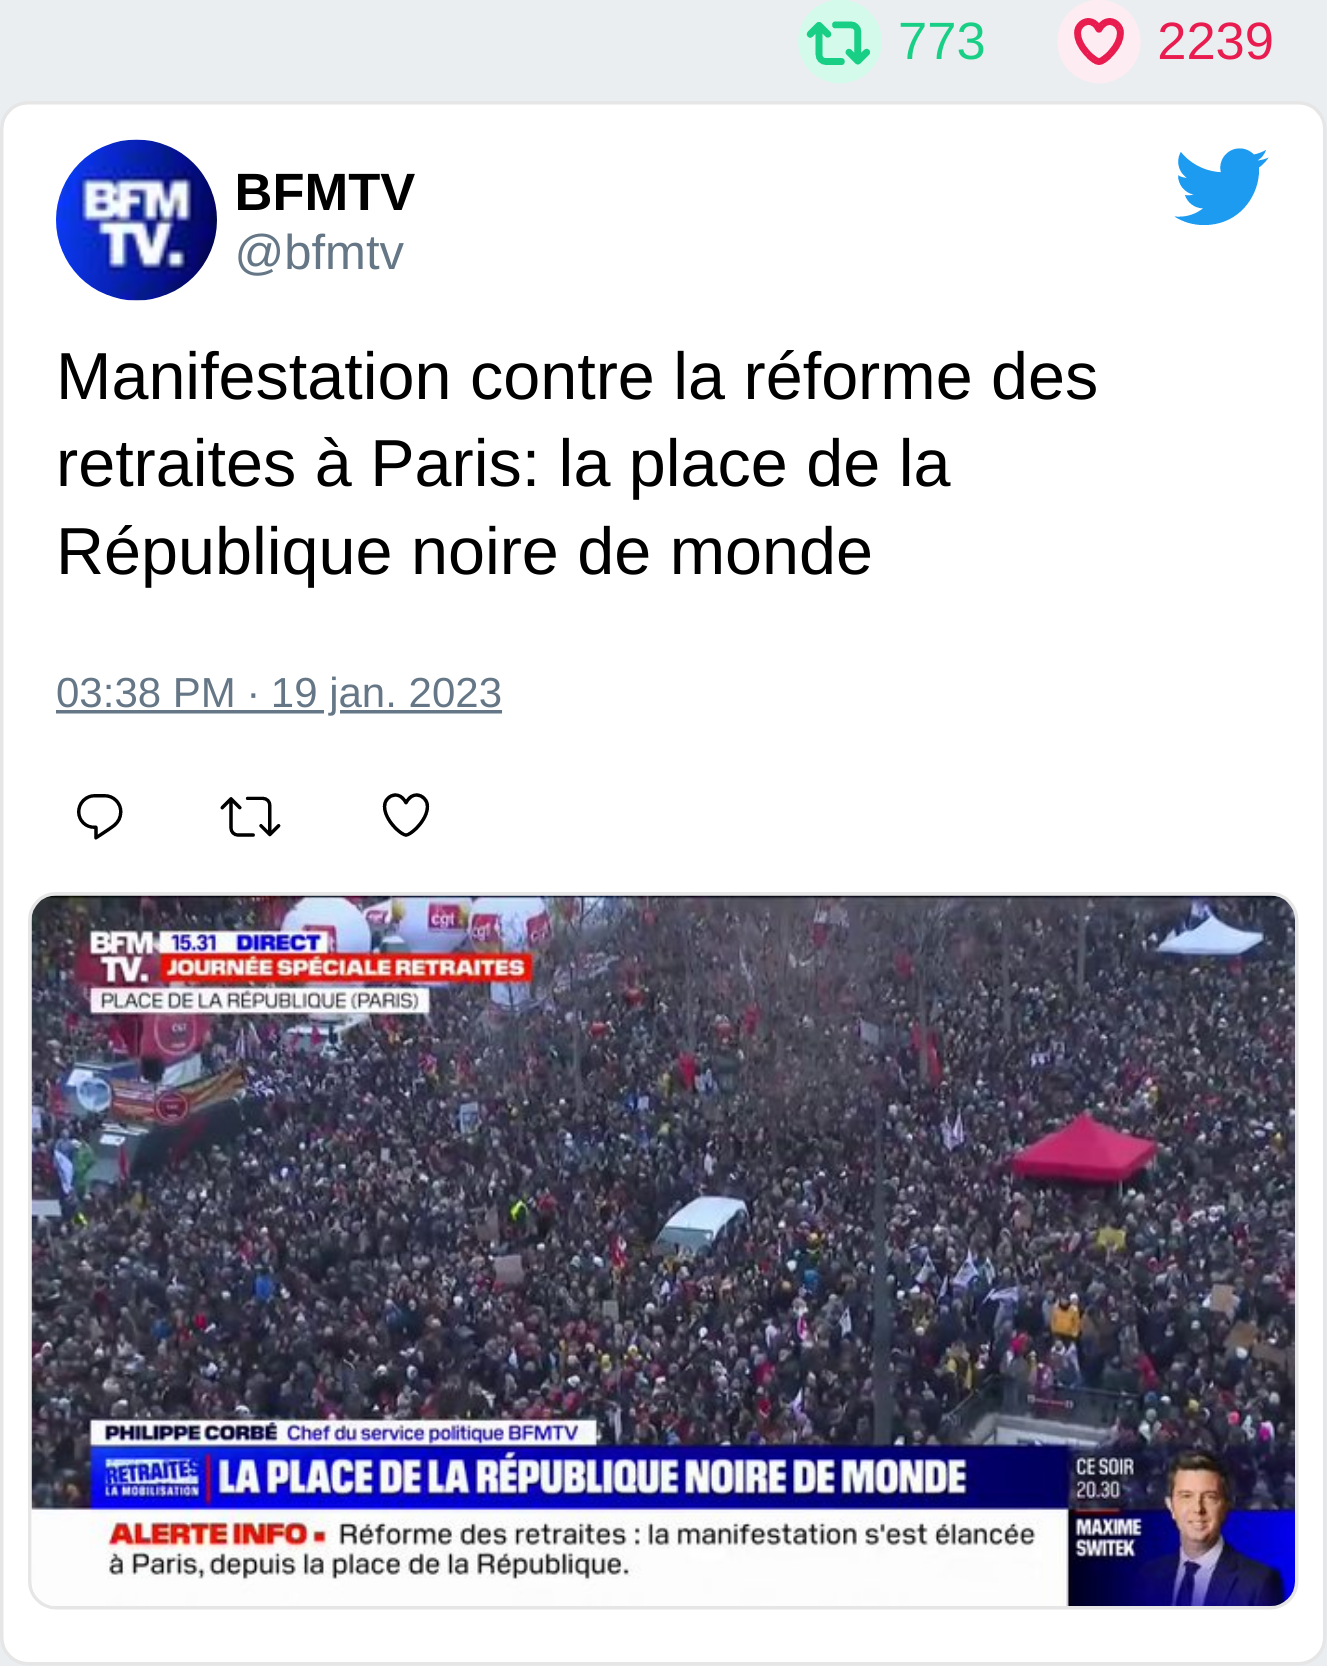 773 2239
BFM
TV.
BFMTV
@bfmtv
Manifestation contre la réforme des
retraites à Paris: la place de la
République noire de monde
03:38 PM · 19 jan. 2023
cgt
cgt
BFM 15.31 DIRECT
TV. JOURNÉE SPÉCIALE RETRAITES
PLACE DE LA RÉPUBLIQUE (PARIS)
CGT
PHILIPPE CORBÉ Chef du service politique BFMTV
RETRAITES
LA MOBILISATION
LA PLACE DE LA RÉPUBLIQUE NOIRE DE MONDE
CE SOIR
20.30
MAXIME
SWITEK
ALERTE INFO ▪ Réforme des retraites : la manifestation s'est élancée
à Paris, depuis la place de la République.